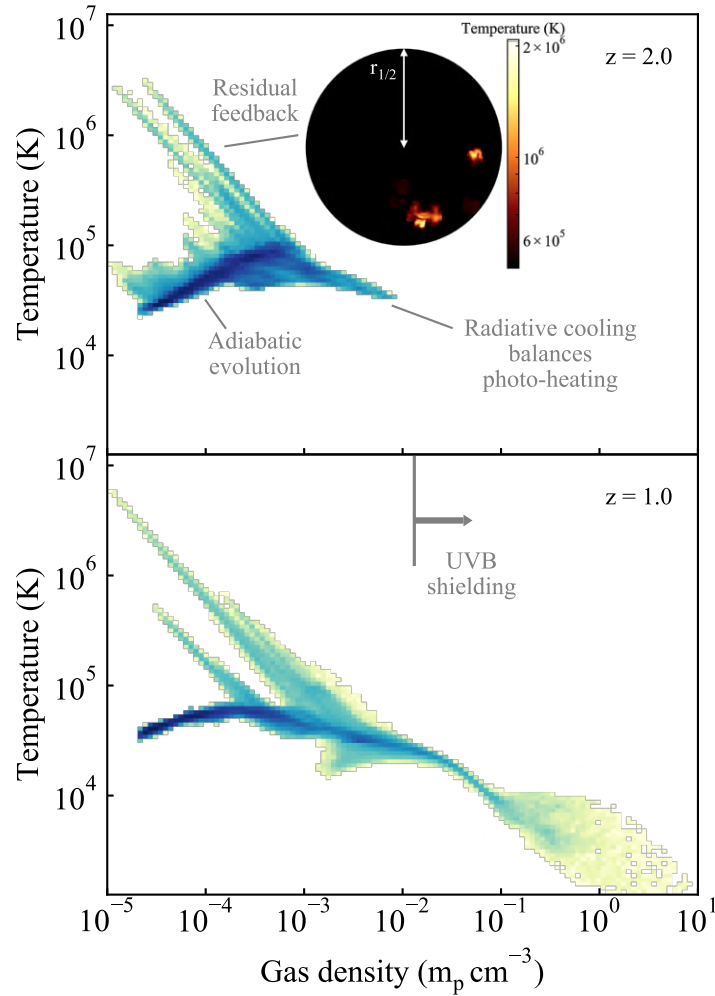 10⁷
Temperature (K)
2 × 10⁶
z = 2.0
r₁/₂
Residual
feedback
10⁶
10⁶
Temperature (K)
10⁵
6 × 10⁵
Adiabatic
evolution
Radiative cooling
balances
photo-heating
10⁴
10⁷
z = 1.0
UVB
shielding
10⁶
Temperature (K)
10⁵
10⁴
10⁻⁵ 10⁻⁴ 10⁻³ 10⁻² 10⁻¹ 10⁰ 10¹
Gas density (mₚ cm⁻³)